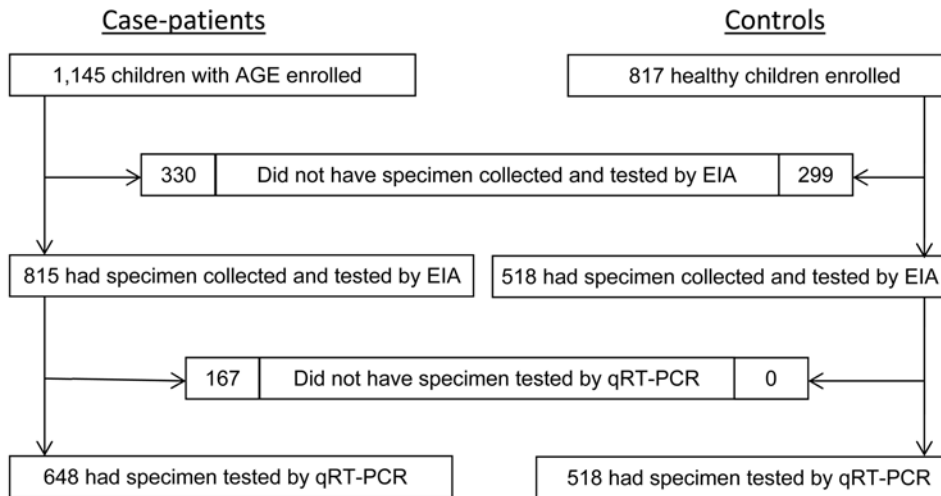 Case-patients
Controls
1,145 children with AGE enrolled
817 healthy children enrolled
330 Did not have specimen collected and tested by EIA 299
815 had specimen collected and tested by EIA
518 had specimen collected and tested by EIA
167 Did not have specimen tested by qRT-PCR 0
648 had specimen tested by qRT-PCR
518 had specimen tested by qRT-PCR